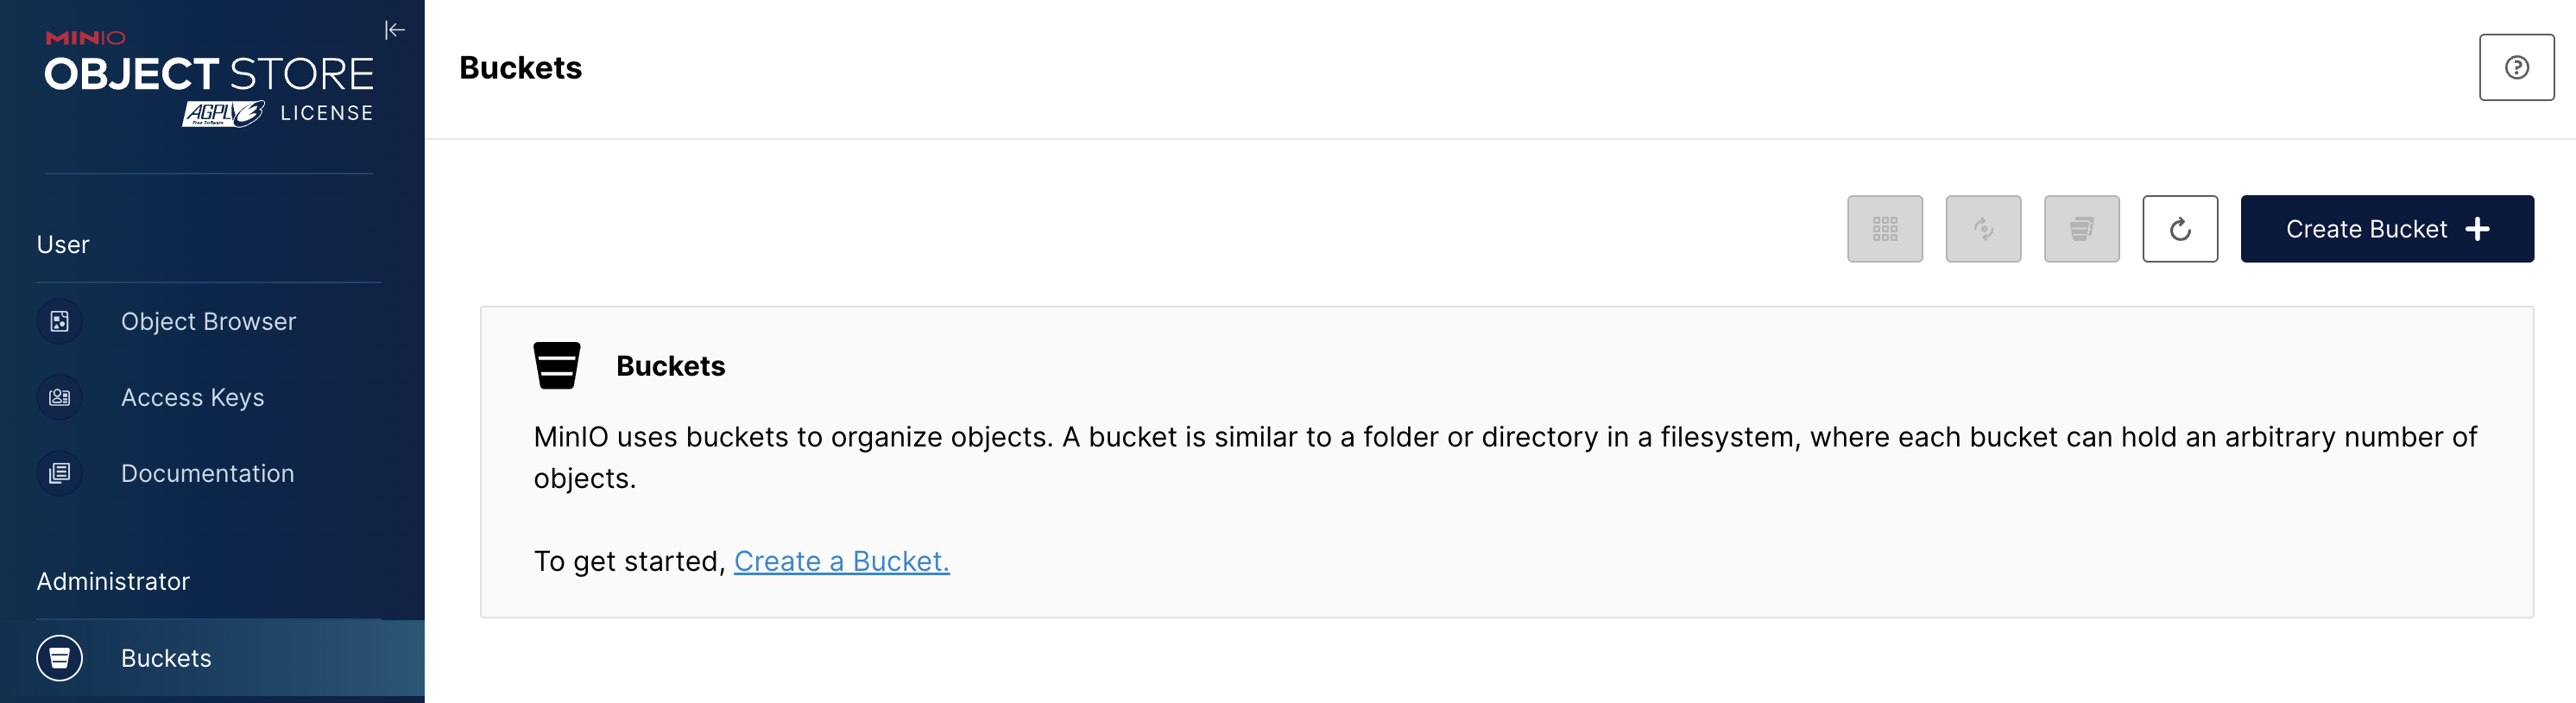 MINIO
OBJECT STORE
AGPLv3 LICENSE
Free Software
User
Object Browser
Access Keys
Documentation
Administrator
Buckets
Buckets
Create Bucket
Buckets
MinIO uses buckets to organize objects. A bucket is similar to a folder or directory in a filesystem, where each bucket can hold an arbitrary number of
objects.
To get started, Create a Bucket.